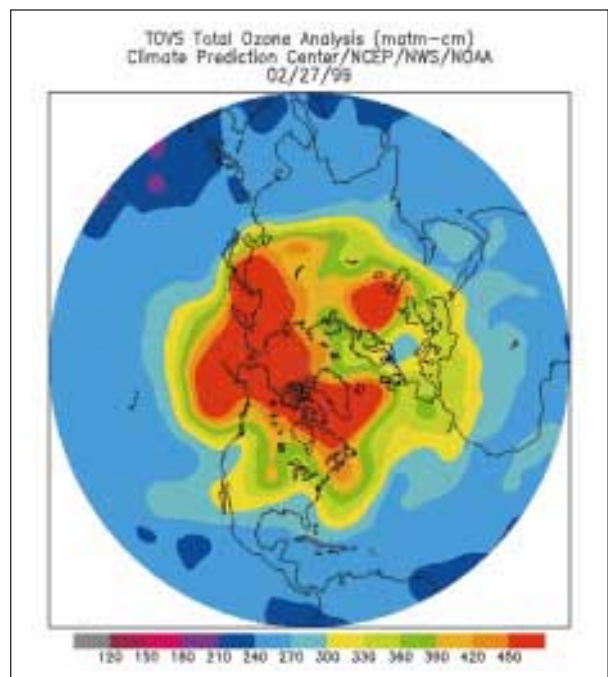 TOVS Total Ozone Analysis (matm-cm)
Climate Prediction Center/NCEP/NWS/NOAA
02/27/99
120 150 180 210 240 270 300 330 360 390 420 450